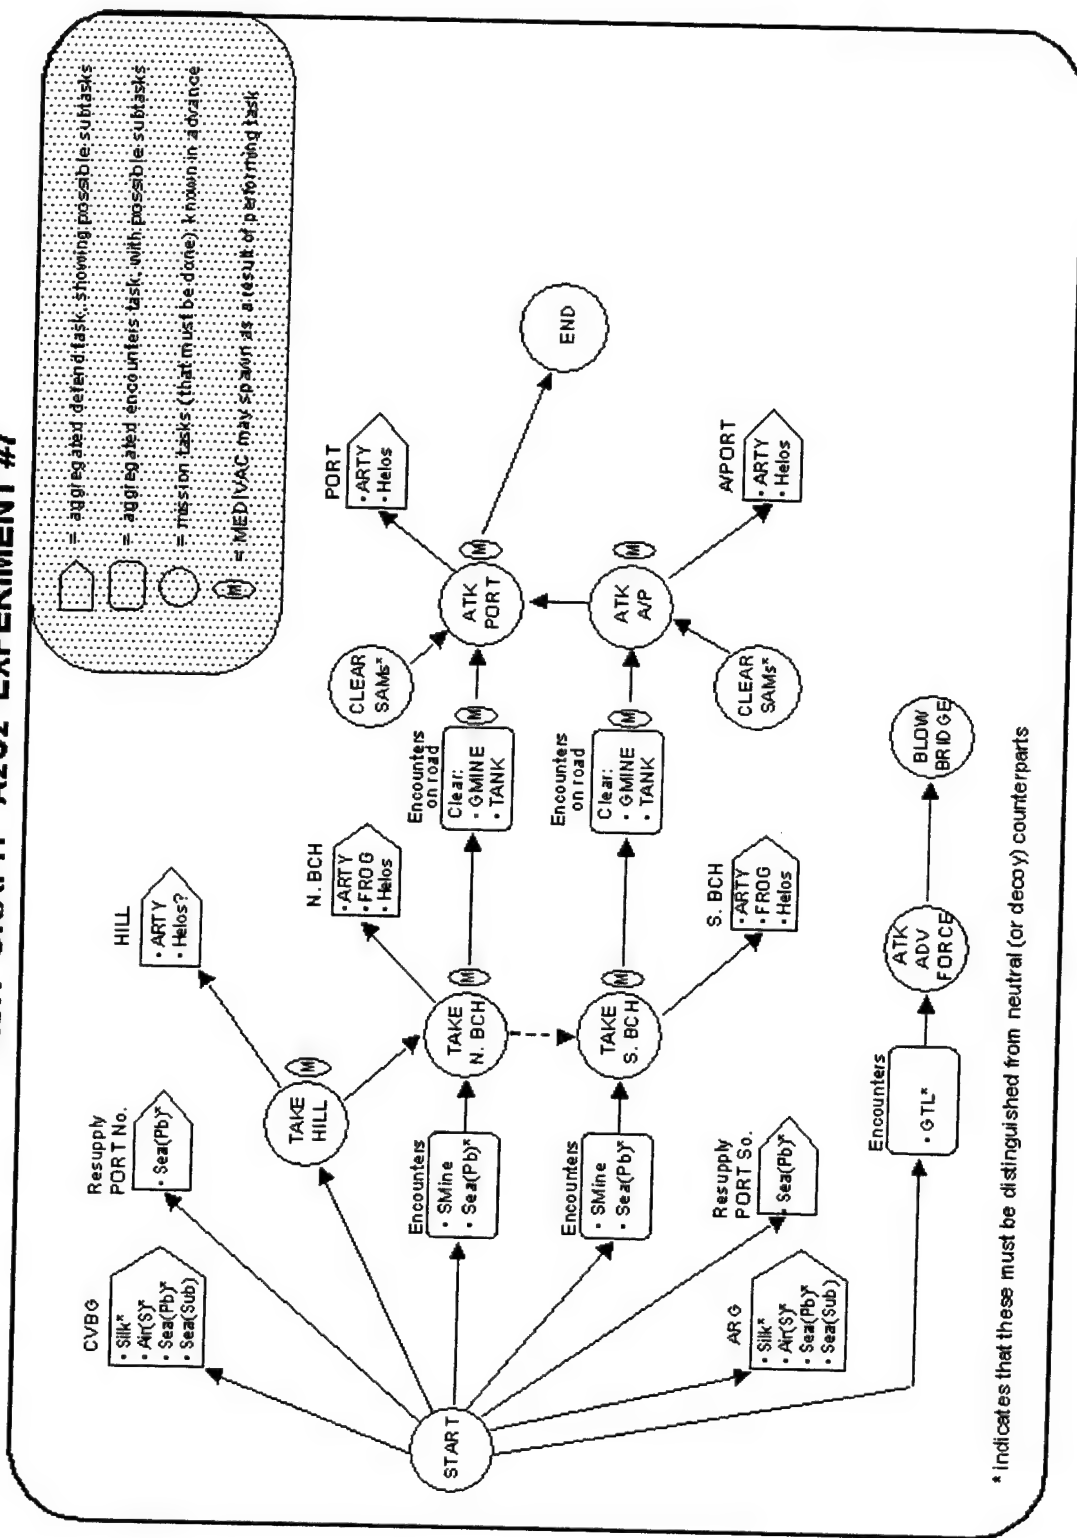 A2C2 EXPERIMENT #7
= aggregated defend task, showing possible subtasks
= aggregated encounters task, with possible subtasks
= mission tasks (that must be done), known in advance
M
= MEDIVAC may spawn as a result of performing task
CVBG
• Silk*
• Air(S)*
• Sea(Pb)*
• Sea(Sub)
Resupply
PORT No.
• Sea(Pb)*
HILL
• ARTY
• Helos?
TAKE
HILL
M
N. BCH
• ARTY
• FROG
• Helos
PORT
• ARTY
• Helos
CLEAR
SAMs*
START
Encounters
• SMine
• Sea(Pb)*
TAKE
N. BCH
M
Encounters
on road
Clear:
• GMINE
• TANK
M
ATK
PORT
M
END
Encounters
• SMine
• Sea(Pb)*
TAKE
S. BCH
M
Encounters
on road
Clear:
• GMINE
• TANK
M
ATK
A/P
M
A/PORT
• ARTY
• Helos
CLEAR
SAMs*
S. BCH
• ARTY
• FROG
• Helos
Resupply
PORT So.
• Sea(Pb)*
ARG
• Silk*
• Air(S)*
• Sea(Pb)*
• Sea(Sub)
Encounters
• GTL*
ATK
ADV
FORCE
BLOW
BRIDGE
* indicates that these must be distinguished from neutral (or decoy) counterparts